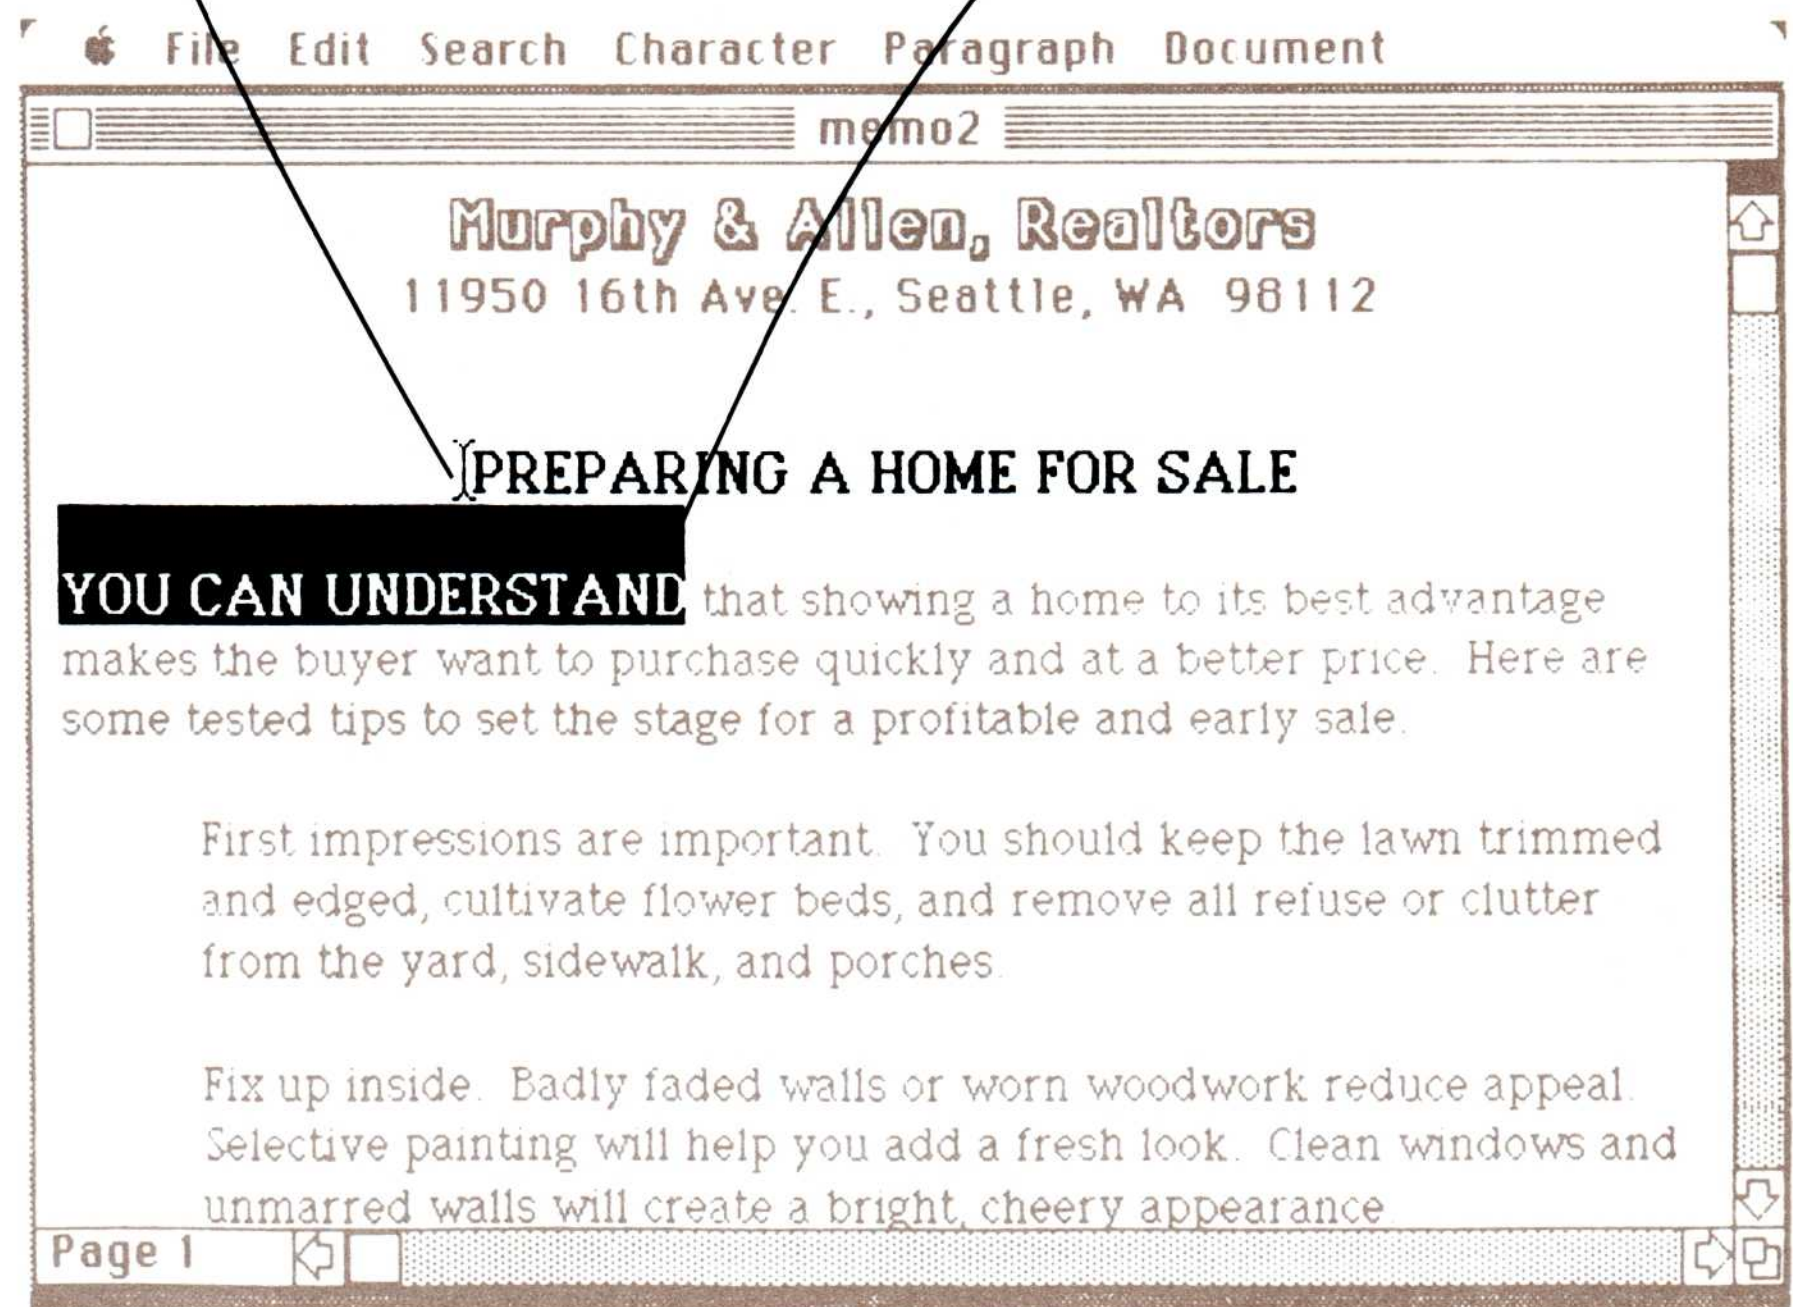 File Edit Search Character Paragraph Document
memo2
Murphy & Allen, Realtors
11950 16th Ave. E., Seattle, WA 98112
PREPARING A HOME FOR SALE
YOU CAN UNDERSTAND that showing a home to its best advantage
makes the buyer want to purchase quickly and at a better price. Here are
some tested tips to set the stage for a profitable and early sale.
First impressions are important. You should keep the lawn trimmed
and edged, cultivate flower beds, and remove all refuse or clutter
from the yard, sidewalk, and porches.
Fix up inside. Badly faded walls or worn woodwork reduce appeal.
Selective painting will help you add a fresh look. Clean windows and
unmarred walls will create a bright, cheery appearance
Page 1